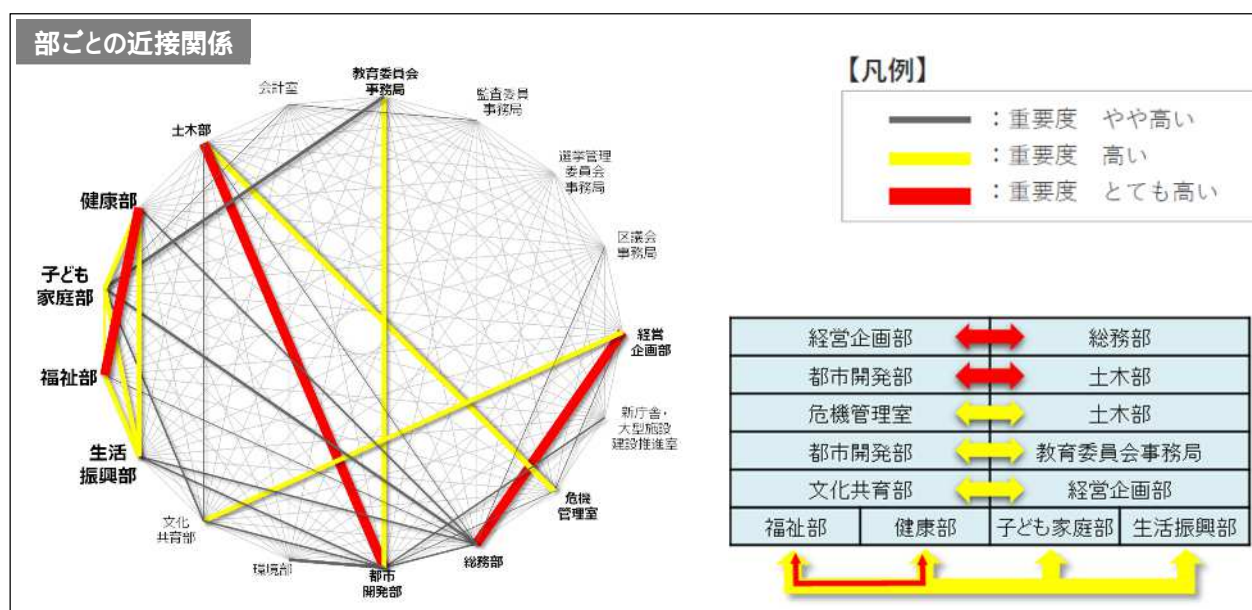 部ごとの近接関係
教育委員会
事務局
会計室
監査委員
事務局
土木部
選挙管理
委員会
事務局
健康部
区議会
事務局
子ども
家庭部
経営
企画部
福祉部
新庁舎・
大型施設
建設推進室
生活
振興部
危機
管理室
文化
共育部
環境部
都市
開発部
総務部
【凡例】
：重要度 やや高い
：重要度 高い
：重要度 とても高い
経営企画部 総務部
都市開発部 土木部
危機管理室 土木部
都市開発部 教育委員会事務局
文化共育部 経営企画部
福祉部 健康部 子ども家庭部 生活振興部